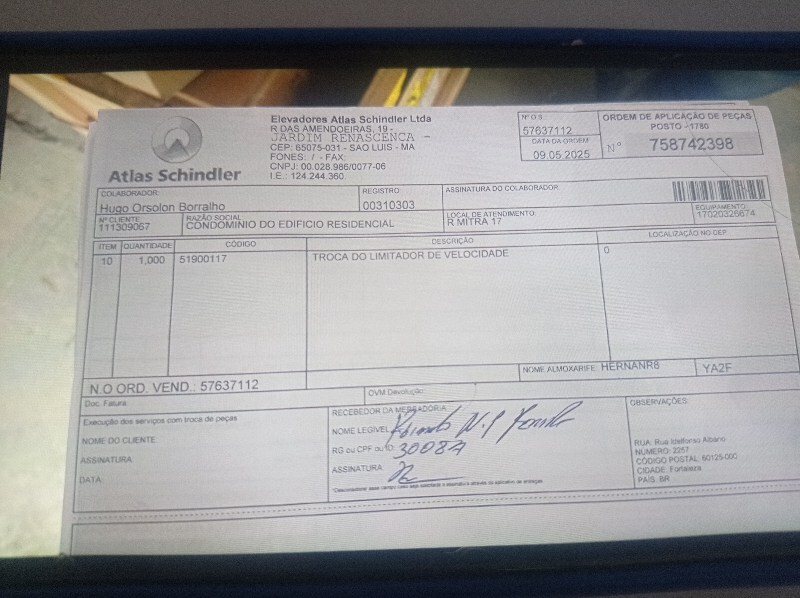 Atlas Schindler
Elevadores Atlas Schindler Ltda
R DAS AMENDOEIRAS, 19 -
JARDIM RENASCENCA -
CEP: 65075-031 - SAO LUIS - MA
FONES: / - FAX:
CNPJ: 00.028.986/0077-06
I.E.: 124.244.360
Nº O.S.
57637112
DATA DA ORDEM
09.05.2025
ORDEM DE APLICAÇÃO DE PEÇAS
POSTO - 1780
Nº 758742398
COLABORADOR:
Hugo Orsolon Borralho
REGISTRO:
00310303
ASSINATURA DO COLABORADOR:
Nº CLIENTE:
111309067
RAZÃO SOCIAL
CONDOMINIO DO EDIFICIO RESIDENCIAL
LOCAL DE ATENDIMENTO:
R MITRA 17
EQUIPAMENTO:
17020326674
ITEM QUANTIDADE CÓDIGO DESCRIÇÃO LOCALIZAÇÃO NO DEP.
10 1,000 51900117 TROCA DO LIMITADOR DE VELOCIDADE 0
N.O ORD. VEND.: 57637112
NOME ALMOXARIFE: HERNANR8 YA2F
Doc. Fatura:
OVM Devolução:
Execução dos serviços com troca de peças
NOME DO CLIENTE
ASSINATURA
DATA
RECEBEDOR DA MERCADORIA:
NOME LEGÍVEL
RG ou CPF ou ID: 30087
ASSINATURA
OBSERVAÇÕES:
RUA: Rua Idelfonso Albano
NUMERO: 2257
CÓDIGO POSTAL: 60125-000
CIDADE: Fortaleza
PAIS: BR